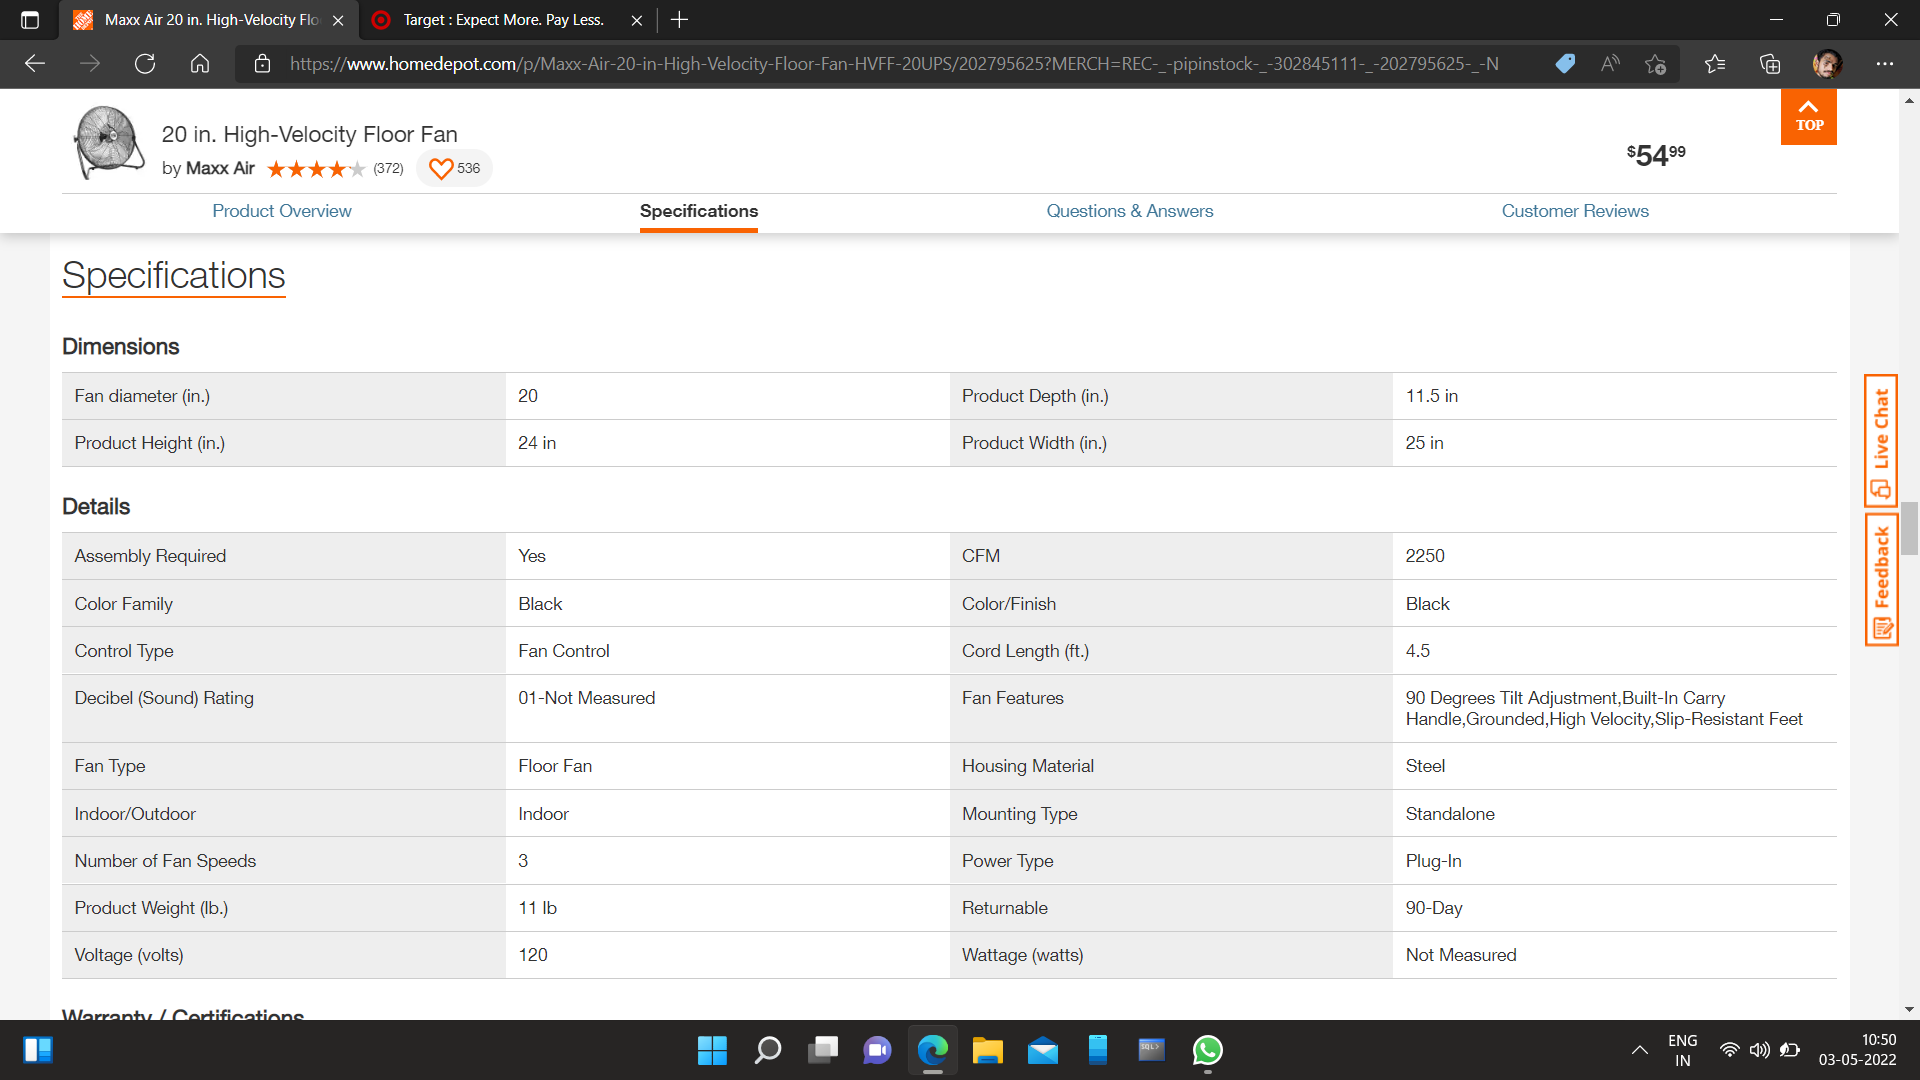 Maxx Air 20 in. High-Velocity Flo
Target : Expect More. Pay Less.
https://www.homedepot.com/p/Maxx-Air-20-in-High-Velocity-Floor-Fan-HVFF-20UPS/202795625?MERCH=REC-_-pipinstock-_-302845111-_-202795625-_-N
20 in. High-Velocity Floor Fan
by Maxx Air (372) 536
$54 99
TOP
Product Overview Specifications Questions & Answers Customer Reviews
Specifications
Dimensions
Fan diameter (in.) 20 Product Depth (in.) 11.5 in
Product Height (in.) 24 in Product Width (in.) 25 in
Details
Assembly Required Yes CFM 2250
Color Family Black Color/Finish Black
Control Type Fan Control Cord Length (ft.) 4.5
Decibel (Sound) Rating 01-Not Measured Fan Features 90 Degrees Tilt Adjustment,Built-In Carry
Handle,Grounded,High Velocity,Slip-Resistant Feet
Fan Type Floor Fan Housing Material Steel
Indoor/Outdoor Indoor Mounting Type Standalone
Number of Fan Speeds 3 Power Type Plug-In
Product Weight (lb.) 11 lb Returnable 90-Day
Voltage (volts) 120 Wattage (watts) Not Measured
Warranty / Certifications
Live Chat
Feedback
SQL>
ENG
IN
10:50
03-05-2022